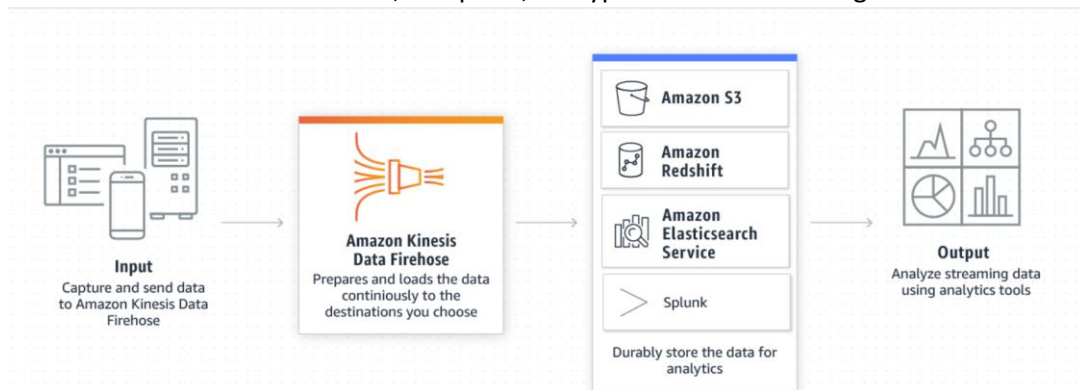 Input
Capture and send data
to Amazon Kinesis Data
Firehose
Amazon Kinesis
Data Firehose
Prepares and loads the data
continiously to the
destinations you choose
Amazon S3
Amazon
Redshift
Amazon
Elasticsearch
Service
Splunk
Durably store the data for
analytics
Output
Analyze streaming data
using analytics tools